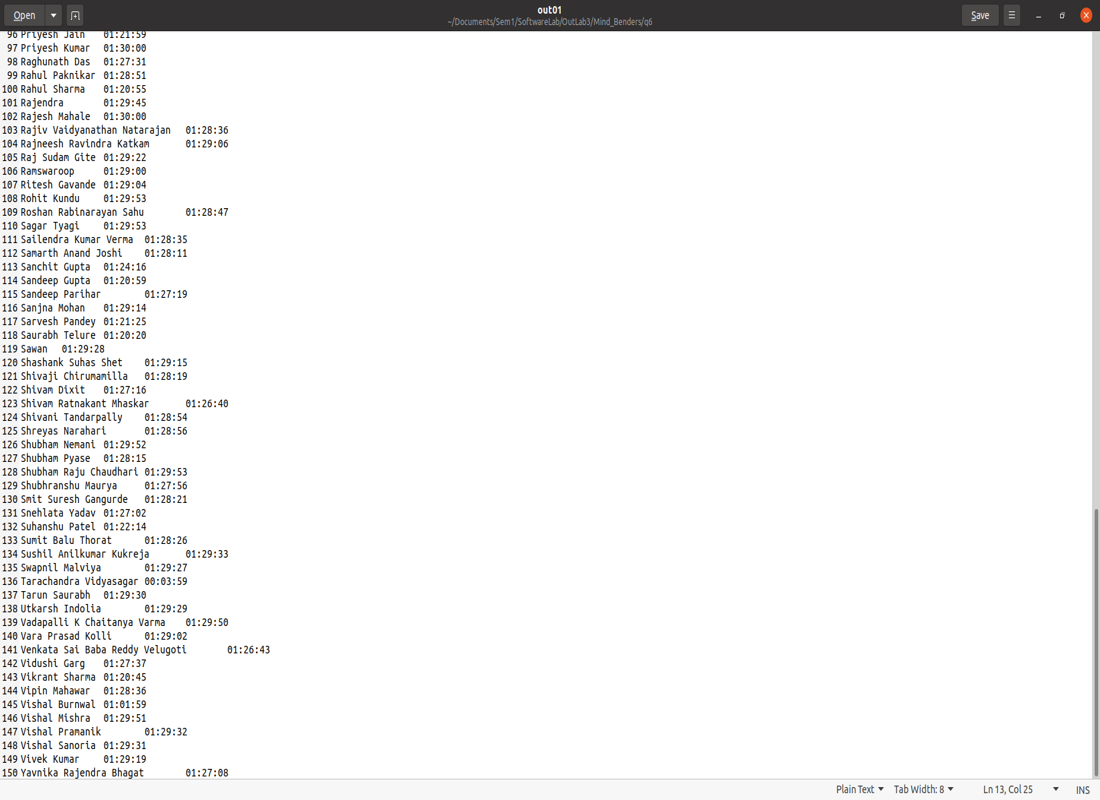 Open
out01
~/Documents/Sem1/SoftwareLab/OutLab3/Mind_Benders/q6
Save
96 Priyesh Jain 01:21:59
97 Priyesh Kumar 01:30:00
98 Raghunath Das 01:27:31
99 Rahul Paknikar 01:28:51
100 Rahul Sharma 01:20:55
101 Rajendra 01:29:45
102 Rajesh Mahale 01:30:00
103 Rajiv Vaidyanathan Natarajan 01:28:36
104 Rajneesh Ravindra Katkam 01:29:06
105 Raj Sudam Gite 01:29:22
106 Ramswaroop 01:29:00
107 Ritesh Gavande 01:29:04
108 Rohit Kundu 01:29:53
109 Roshan Rabinarayan Sahu 01:28:47
110 Sagar Tyagi 01:29:53
111 Sailendra Kumar Verma 01:28:35
112 Samarth Anand Joshi 01:28:11
113 Sanchit Gupta 01:24:16
114 Sandeep Gupta 01:20:59
115 Sandeep Parihar 01:27:19
116 Sanjna Mohan 01:29:14
117 Sarvesh Pandey 01:21:25
118 Saurabh Telure 01:20:20
119 Sawan 01:29:28
120 Shashank Suhas Shet 01:29:15
121 Shivaji Chirumamilla 01:28:19
122 Shivam Dixit 01:27:16
123 Shivam Ratnakant Mhaskar 01:26:40
124 Shivani Tandarpally 01:28:54
125 Shreyas Narahari 01:28:56
126 Shubham Nemani 01:29:52
127 Shubham Pyase 01:28:15
128 Shubham Raju Chaudhari 01:29:53
129 Shubhranshu Maurya 01:27:56
130 Smit Suresh Gangurde 01:28:21
131 Snehlata Yadav 01:27:02
132 Suhanshu Patel 01:22:14
133 Sumit Balu Thorat 01:28:26
134 Sushil Anilkumar Kukreja 01:29:33
135 Swapnil Malviya 01:29:27
136 Tarachandra Vidyasagar 00:03:59
137 Tarun Saurabh 01:29:30
138 Utkarsh Indolia 01:29:29
139 Vadapalli K Chaitanya Varma 01:29:50
140 Vara Prasad Kolli 01:29:02
141 Venkata Sai Baba Reddy Velugoti 01:26:43
142 Vidushi Garg 01:27:37
143 Vikrant Sharma 01:20:45
144 Vipin Mahawar 01:28:36
145 Vishal Burnwal 01:01:59
146 Vishal Mishra 01:29:51
147 Vishal Pramanik 01:29:32
148 Vishal Sanoria 01:29:31
149 Vivek Kumar 01:29:19
150 Yavnika Rajendra Bhagat 01:27:08
Plain Text Tab Width: 8 Ln 13, Col 25 INS